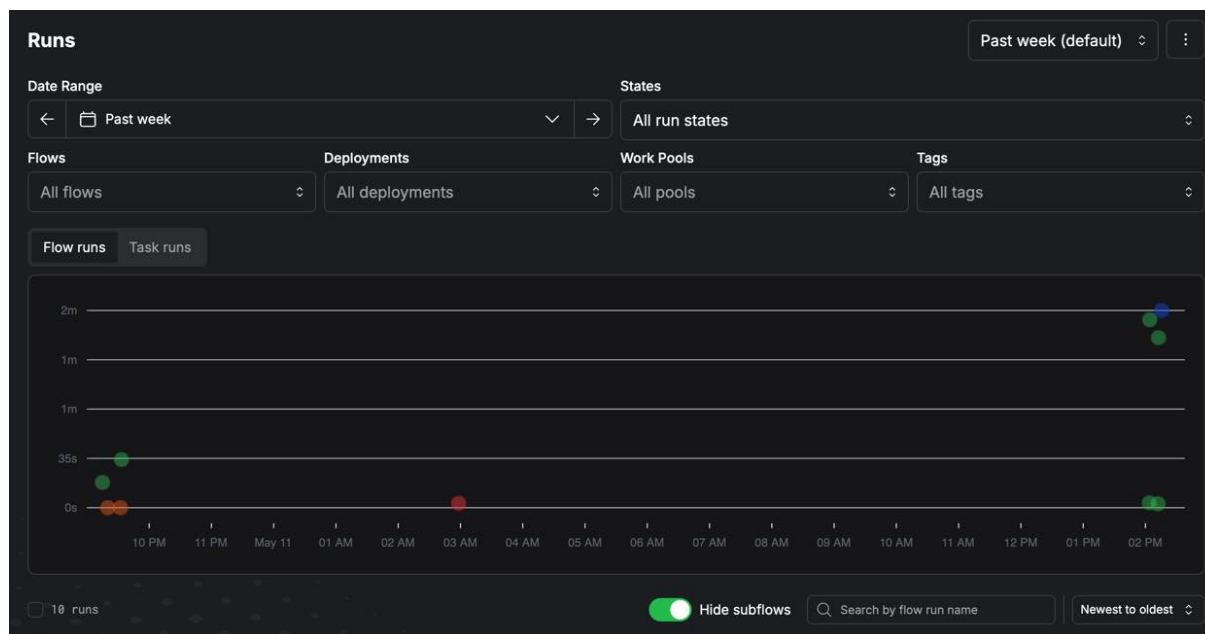 Runs
Past week (default)
Date Range
States
Past week
All run states
Flows
Deployments
Work Pools
Tags
All flows
All deployments
All pools
All tags
Flow runs
Task runs
2m
1m
1m
35s
0s
10 PM
11 PM
May 11
01 AM
02 AM
03 AM
04 AM
05 AM
06 AM
07 AM
08 AM
09 AM
10 AM
11 AM
12 PM
01 PM
02 PM
10 runs
Hide subflows
Search by flow run name
Newest to oldest